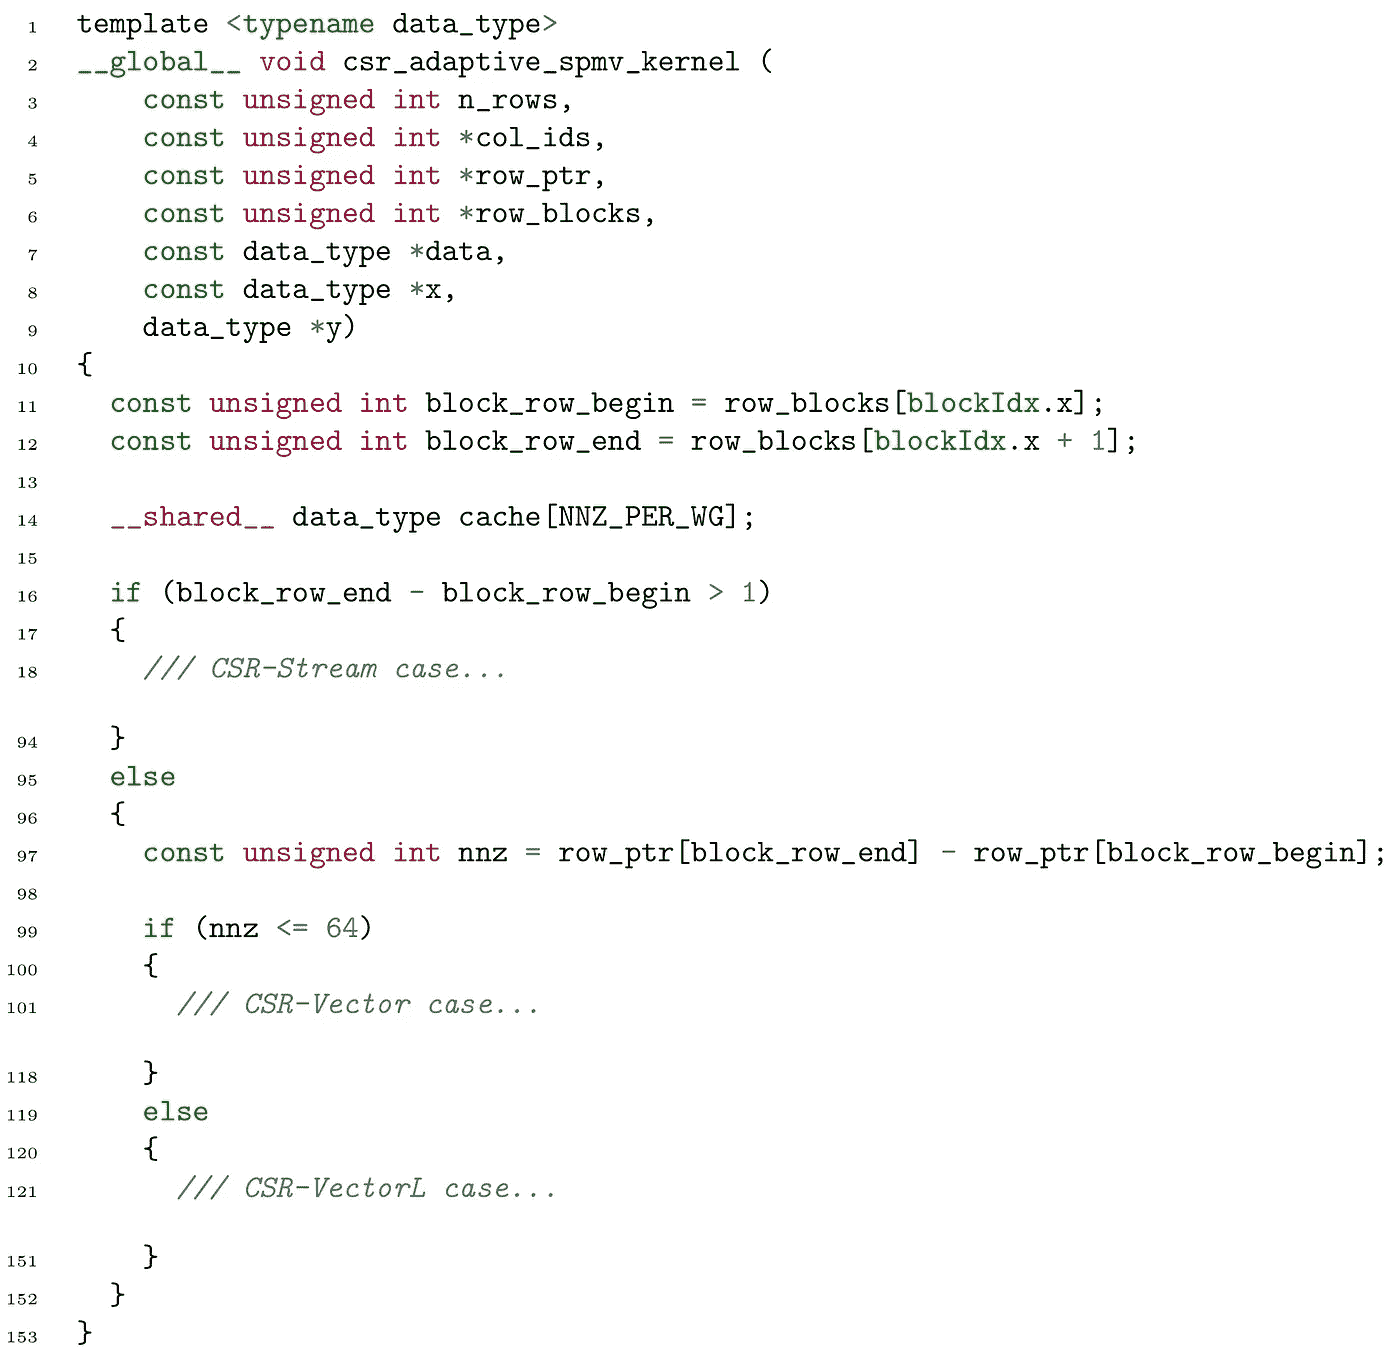 1 template <typename data_type>
2 __global__ void csr_adaptive_spmv_kernel (
3     const unsigned int n_rows,
4     const unsigned int *col_ids,
5     const unsigned int *row_ptr,
6     const unsigned int *row_blocks,
7     const data_type *data,
8     const data_type *x,
9     data_type *y)
10 {
11   const unsigned int block_row_begin = row_blocks[blockIdx.x];
12   const unsigned int block_row_end = row_blocks[blockIdx.x + 1];
13
14   __shared__ data_type cache[NNZ_PER_WG];
15
16   if (block_row_end - block_row_begin > 1)
17   {
18     /// CSR-Stream case...
94   }
95   else
96   {
97     const unsigned int nnz = row_ptr[block_row_end] - row_ptr[block_row_begin];
98
99     if (nnz <= 64)
100     {
101       /// CSR-Vector case...
118     }
119     else
120     {
121       /// CSR-VectorL case...
151     }
152   }
153 }